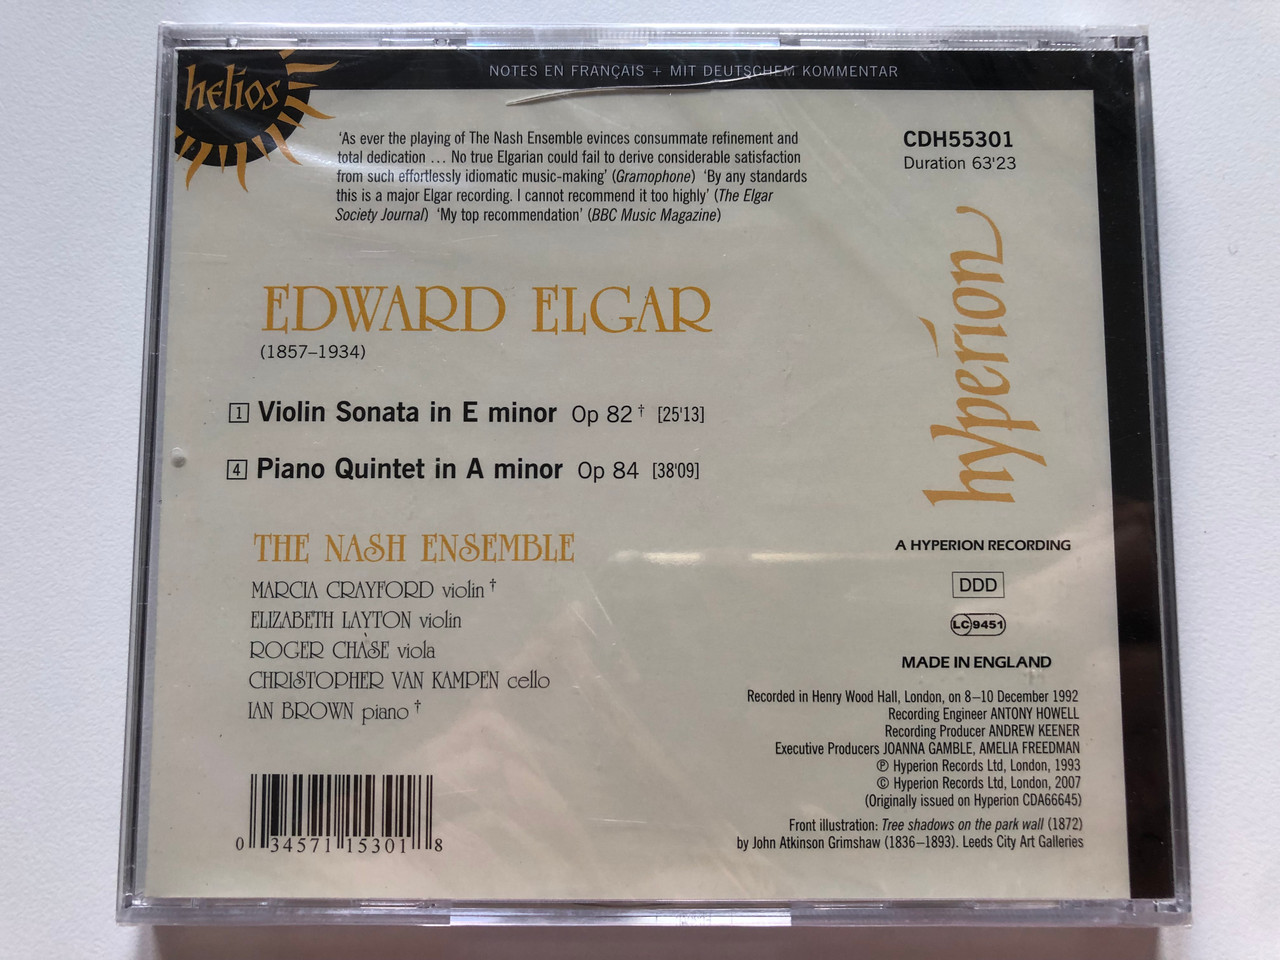 helios
NOTES EN FRANÇAIS + MIT DEUTSCHEM KOMMENTAR
'As ever the playing of The Nash Ensemble evinces consummate refinement and
total dedication … No true Elgarian could fail to derive considerable satisfaction
from such effortlessly idiomatic music-making' (Gramophone) 'By any standards
this is a major Elgar recording. I cannot recommend it too highly' (The Elgar
Society Journal) 'My top recommendation' (BBC Music Magazine)
CDH55301
Duration 63'23
hyperion
EDWARD ELGAR
(1857–1934)
1 Violin Sonata in E minor Op 82 † [25'13]
4 Piano Quintet in A minor Op 84 [38'09]
THE NASH ENSEMBLE
MARCIA CRAYFORD violin †
ELIZABETH LAYTON violin
ROGER CHASE viola
CHRISTOPHER VAN KAMPEN cello
IAN BROWN piano †
A HYPERION RECORDING
DDD
LC 9451
MADE IN ENGLAND
Recorded in Henry Wood Hall, London, on 8–10 December 1992
Recording Engineer ANTONY HOWELL
Recording Producer ANDREW KEENER
Executive Producers JOANNA GAMBLE, AMELIA FREEDMAN
℗ Hyperion Records Ltd, London, 1993
© Hyperion Records Ltd, London, 2007
(Originally issued on Hyperion CDA66645)
Front illustration: Tree shadows on the park wall (1872)
by John Atkinson Grimshaw (1836–1893). Leeds City Art Galleries
0 34571 15301 8